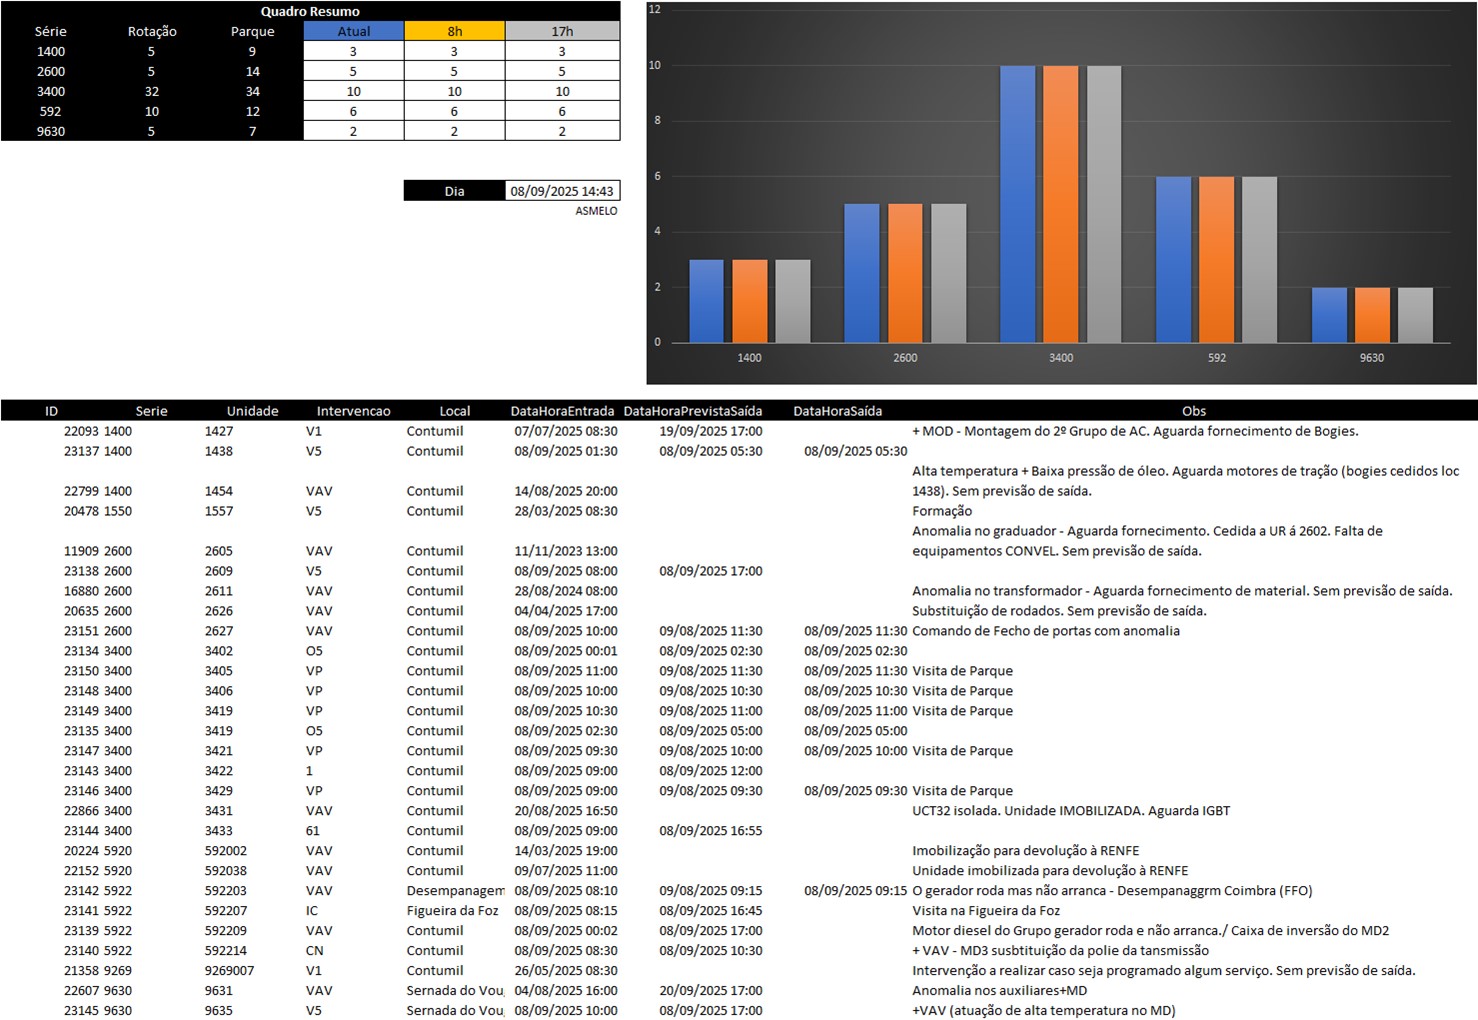 Quadro Resumo
Série Rotação Parque Atual 8h 17h
1400 5 9 3 3 3
2600 5 14 5 5 5
3400 32 34 10 10 10
592 10 12 6 6 6
9630 5 7 2 2 2
Dia 08/09/2025 14:43
ASMELO
12
10
8
6
4
2
0
1400 2600 3400 592 9630
ID Serie Unidade Intervencao Local DataHoraEntrada DataHoraPrevistaSaída DataHoraSaída Obs
22093 1400 1427 V1 Contumil 07/07/2025 08:30 19/09/2025 17:00 + MOD - Montagem do 2º Grupo de AC. Aguarda fornecimento de Bogies.
23137 1400 1438 V5 Contumil 08/09/2025 01:30 08/09/2025 05:30 08/09/2025 05:30
Alta temperatura + Baixa pressão de óleo. Aguarda motores de tração (bogies cedidos loc
22799 1400 1454 VAV Contumil 14/08/2025 20:00 1438). Sem previsão de saída.
20478 1550 1557 V5 Contumil 28/03/2025 08:30 Formação
Anomalia no graduador - Aguarda fornecimento. Cedida a UR á 2602. Falta de
11909 2600 2605 VAV Contumil 11/11/2023 13:00 equipamentos CONVEL. Sem previsão de saída.
23138 2600 2609 V5 Contumil 08/09/2025 08:00 08/09/2025 17:00
16880 2600 2611 VAV Contumil 28/08/2024 08:00 Anomalia no transformador - Aguarda fornecimento de material. Sem previsão de saída.
20635 2600 2626 VAV Contumil 04/04/2025 17:00 Substituição de rodados. Sem previsão de saída.
23151 2600 2627 VAV Contumil 08/09/2025 10:00 09/08/2025 11:30 08/09/2025 11:30 Comando de Fecho de portas com anomalia
23134 3400 3402 O5 Contumil 08/09/2025 00:01 08/09/2025 02:30 08/09/2025 02:30
23150 3400 3405 VP Contumil 08/09/2025 11:00 09/08/2025 11:30 08/09/2025 11:30 Visita de Parque
23148 3400 3406 VP Contumil 08/09/2025 10:00 09/08/2025 10:30 08/09/2025 10:30 Visita de Parque
23149 3400 3419 VP Contumil 08/09/2025 10:30 09/08/2025 11:00 08/09/2025 11:00 Visita de Parque
23135 3400 3419 O5 Contumil 08/09/2025 02:30 08/09/2025 05:00 08/09/2025 05:00
23147 3400 3421 VP Contumil 08/09/2025 09:30 09/08/2025 10:00 08/09/2025 10:00 Visita de Parque
23143 3400 3422 1 Contumil 08/09/2025 09:00 08/09/2025 12:00
23146 3400 3429 VP Contumil 08/09/2025 09:00 09/08/2025 09:30 08/09/2025 09:30 Visita de Parque
22866 3400 3431 VAV Contumil 20/08/2025 16:50 UCT32 isolada. Unidade IMOBILIZADA. Aguarda IGBT
23144 3400 3433 61 Contumil 08/09/2025 09:00 08/09/2025 16:55
20224 5920 592002 VAV Contumil 14/03/2025 19:00 Imobilização para devolução à RENFE
22152 5920 592038 VAV Contumil 09/07/2025 11:00 Unidade imobilizada para devolução à RENFE
23142 5922 592203 VAV Desempanagem 08/09/2025 08:10 09/08/2025 09:15 08/09/2025 09:15 O gerador roda mas não arranca - Desempanaggrm Coimbra (FFO)
23141 5922 592207 IC Figueira da Foz 08/09/2025 08:15 08/09/2025 16:45 Visita na Figueira da Foz
23139 5922 592209 VAV Contumil 08/09/2025 00:02 08/09/2025 17:00 Motor diesel do Grupo gerador roda e não arranca./ Caixa de inversão do MD2
23140 5922 592214 CN Contumil 08/09/2025 08:30 08/09/2025 10:30 + VAV - MD3 susbtituição da polie da tansmissão
21358 9269 9269007 V1 Contumil 26/05/2025 08:30 Intervenção a realizar caso seja programado algum serviço. Sem previsão de saída.
22607 9630 9631 VAV Sernada do Vou 04/08/2025 16:00 20/09/2025 17:00 Anomalia nos auxiliares+MD
23145 9630 9635 V5 Sernada do Vou 08/09/2025 10:00 08/09/2025 17:00 +VAV (atuação de alta temperatura no MD)